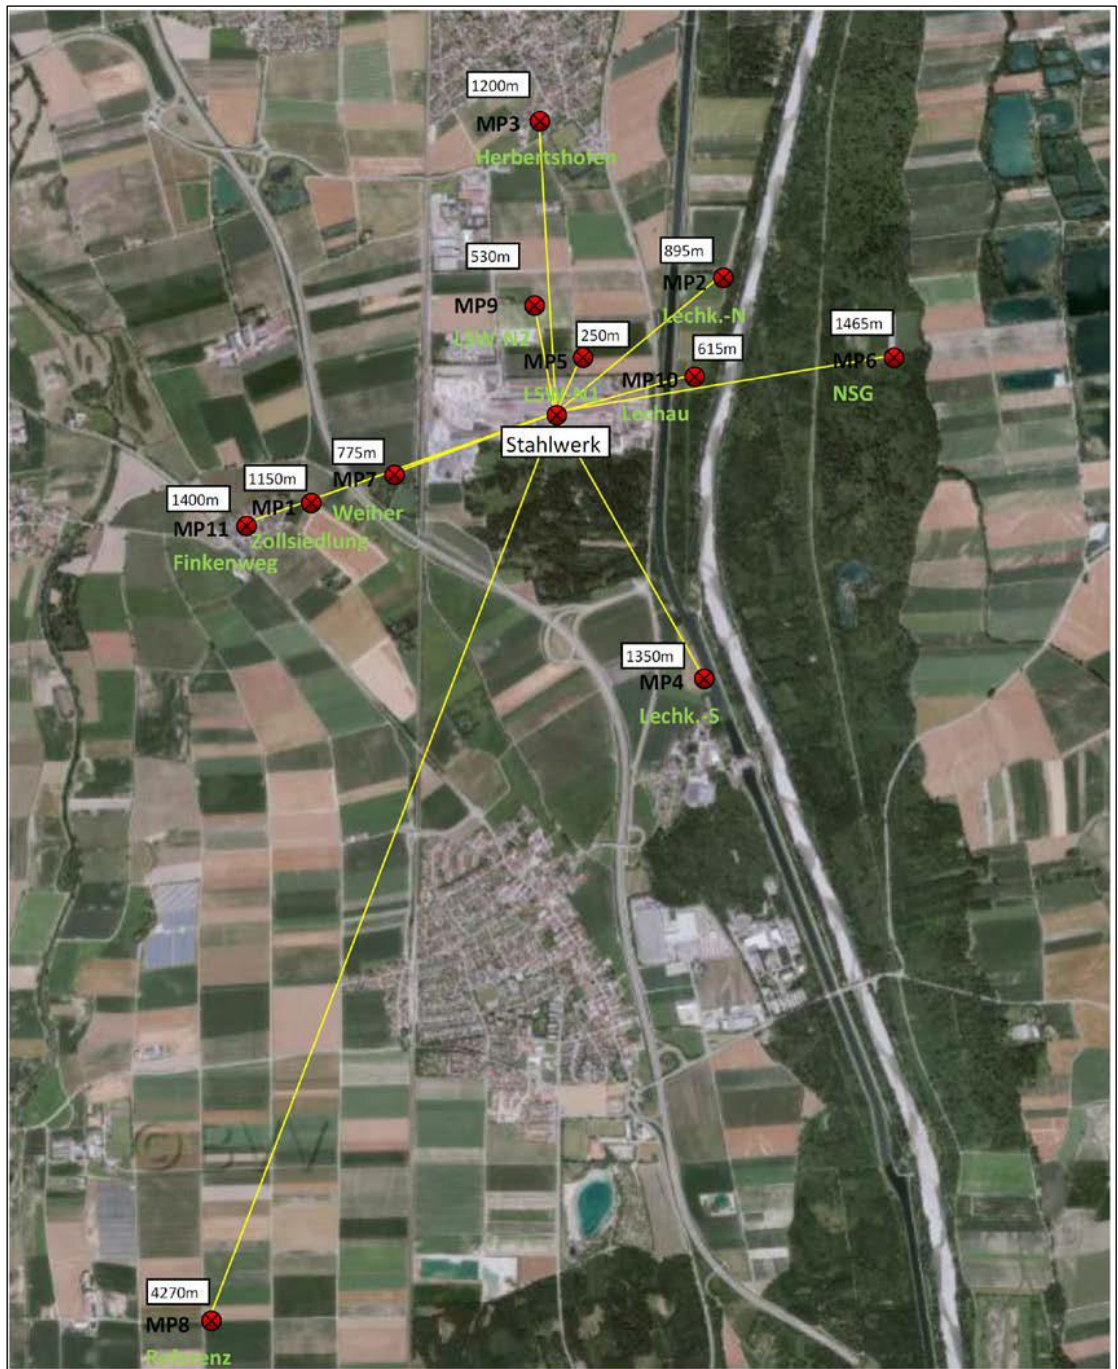 1200m
MP3
Herbertshofen
530m
895m
MP9
MP2
LSW-N2
Lechk.-N
250m
1465m
MP5
615m
MP6
MP10
LSW-N1
NSG
Lechau
Stahlwerk
775m
MP7
1150m
Weiher
1400m
MP1
MP11
Zollsiedlung
Finkenweg
1350m
MP4
Lechk.-S
4270m
MP8
Referenz